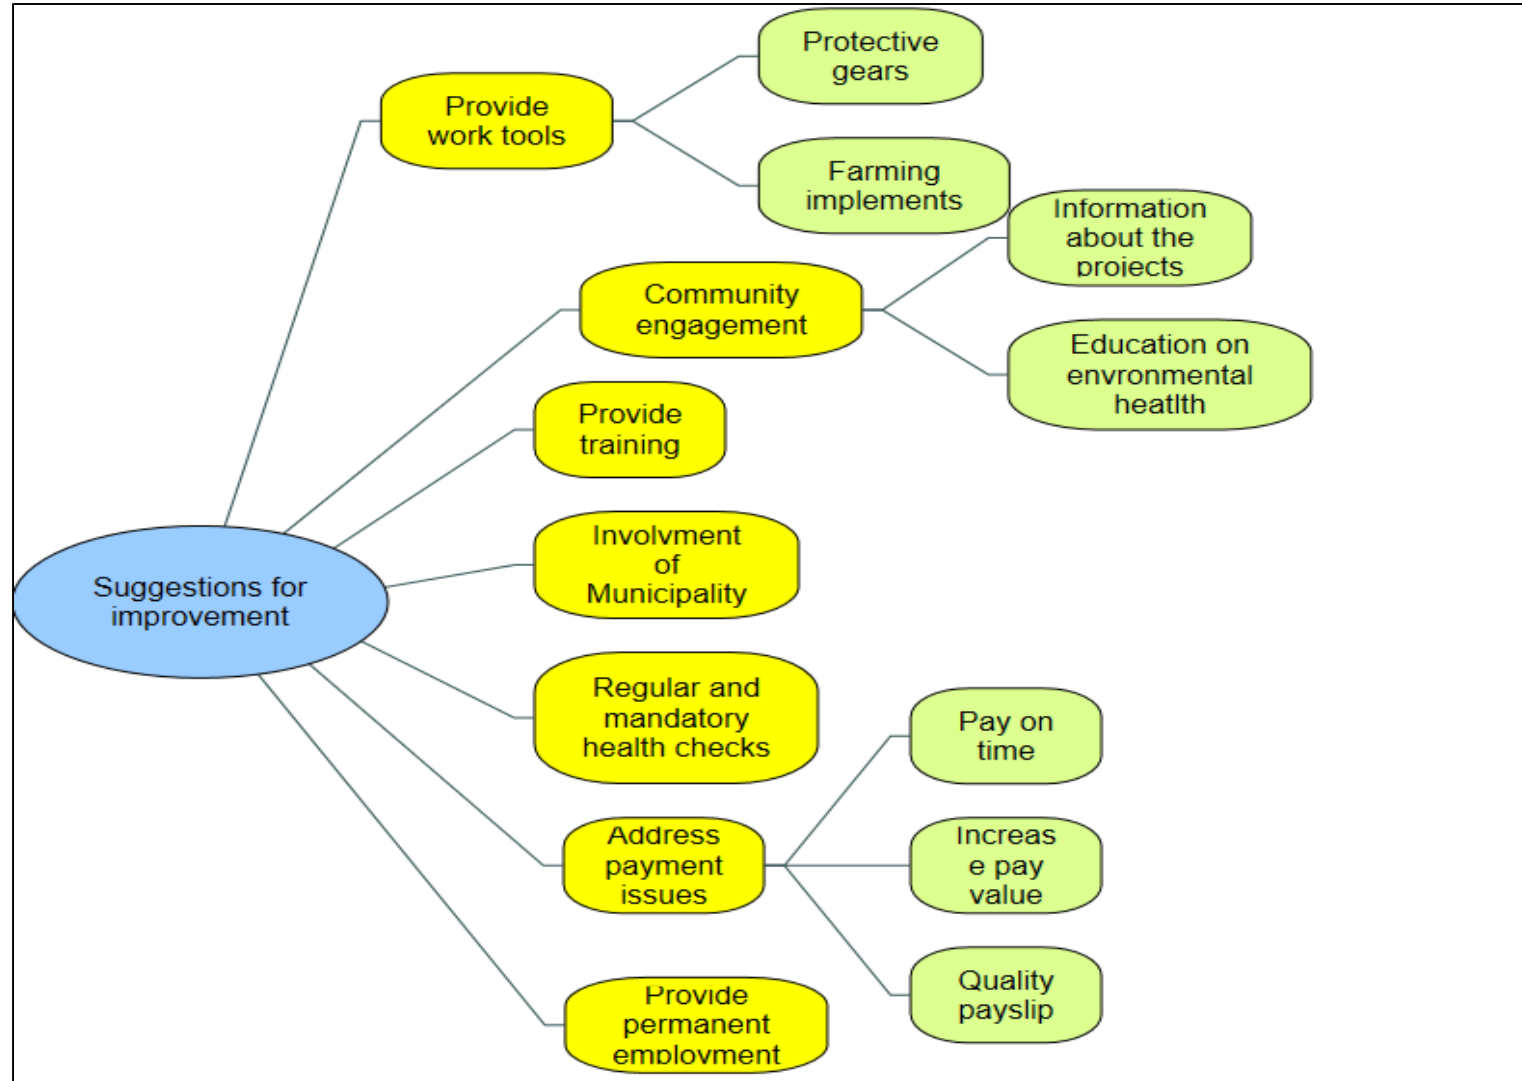 Protective
gears
Provide
work tools
Farming
implements
Information
about the
projects
Community
engagement
Education on
envronmental
heatlth
Provide
training
Involvment
of
Municipality
Suggestions for
improvement
Regular and
mandatory
health checks
Pay on
time
Address
payment
issues
Increas
e pay
value
Quality
payslip
Provide
permanent
employment